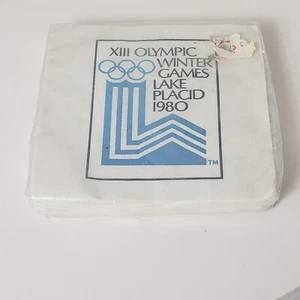 XIII OLYMPIC
WINTER
GAMES
LAKE
PLACID
1980
TM